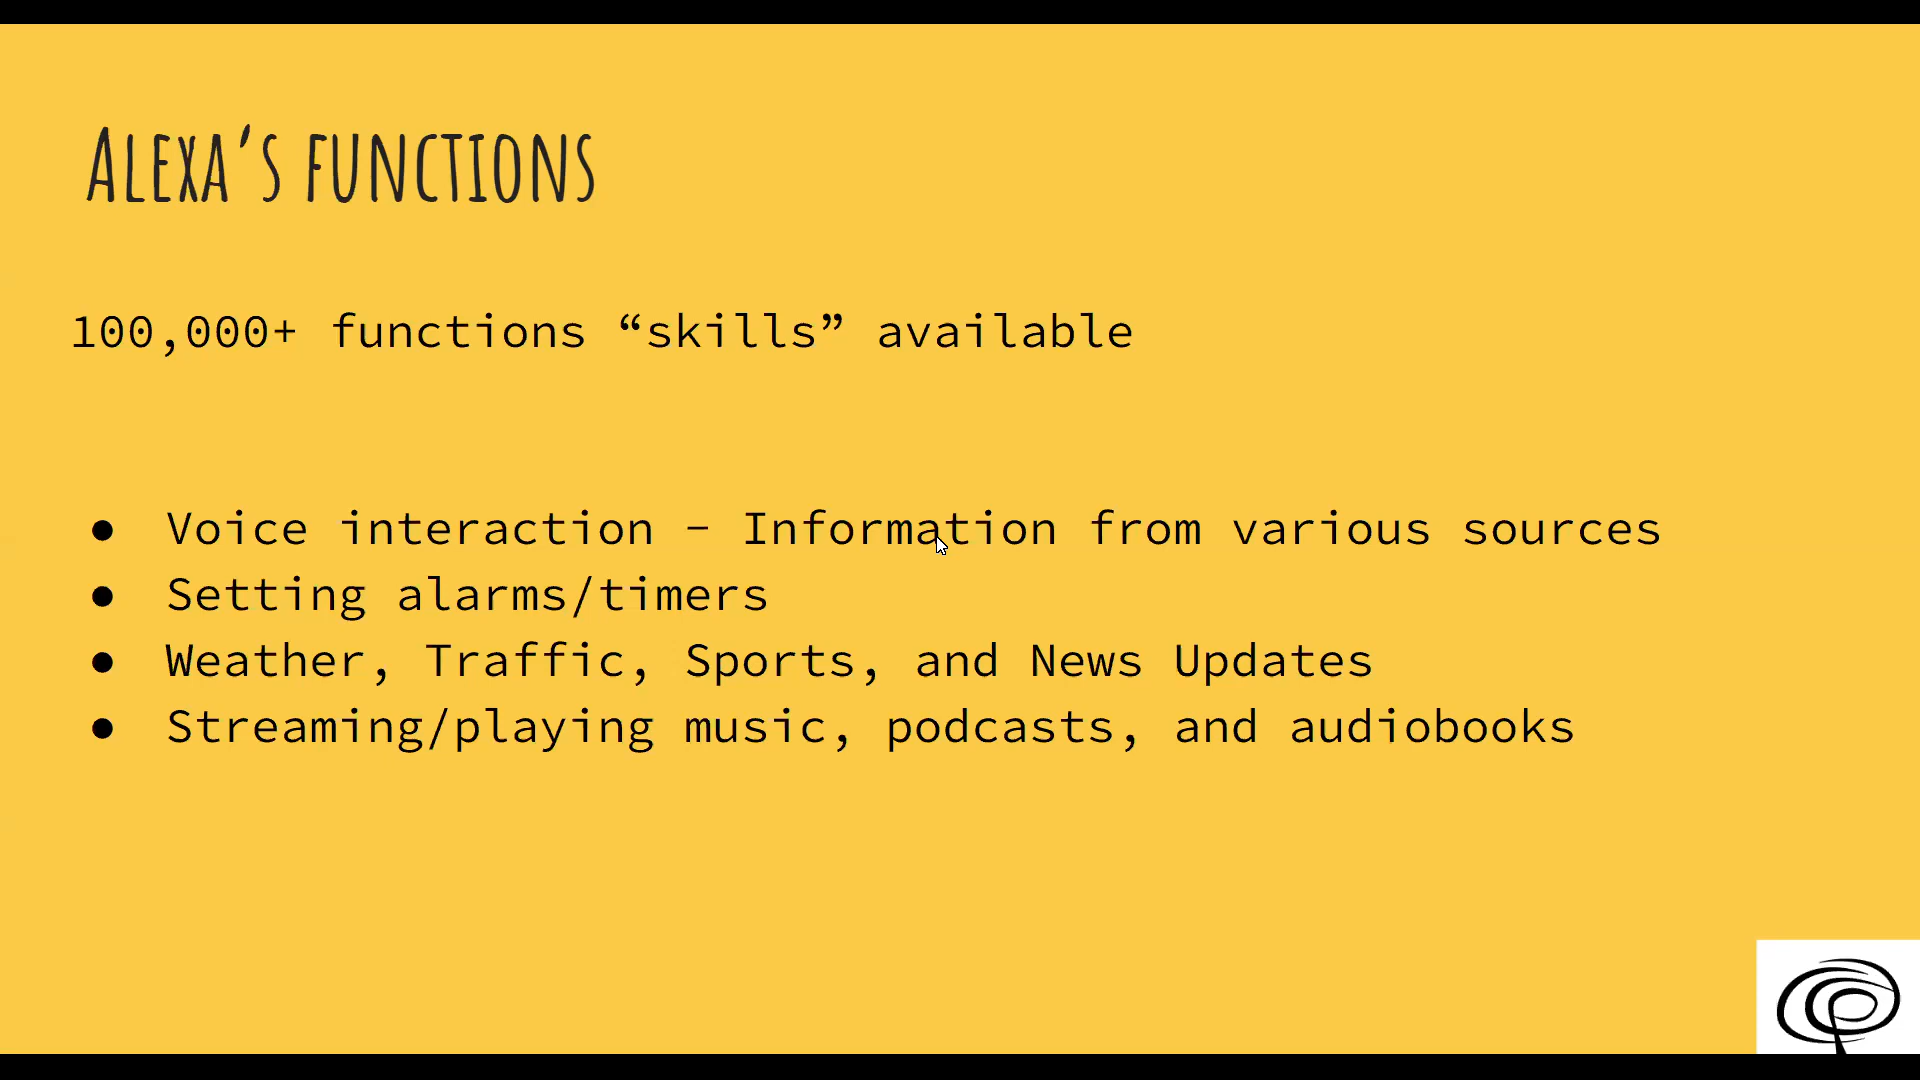 Alexa's functions
100,000+ functions “skills” available
● Voice interaction - Information from various sources
● Setting alarms/timers
● Weather, Traffic, Sports, and News Updates
● Streaming/playing music, podcasts, and audiobooks